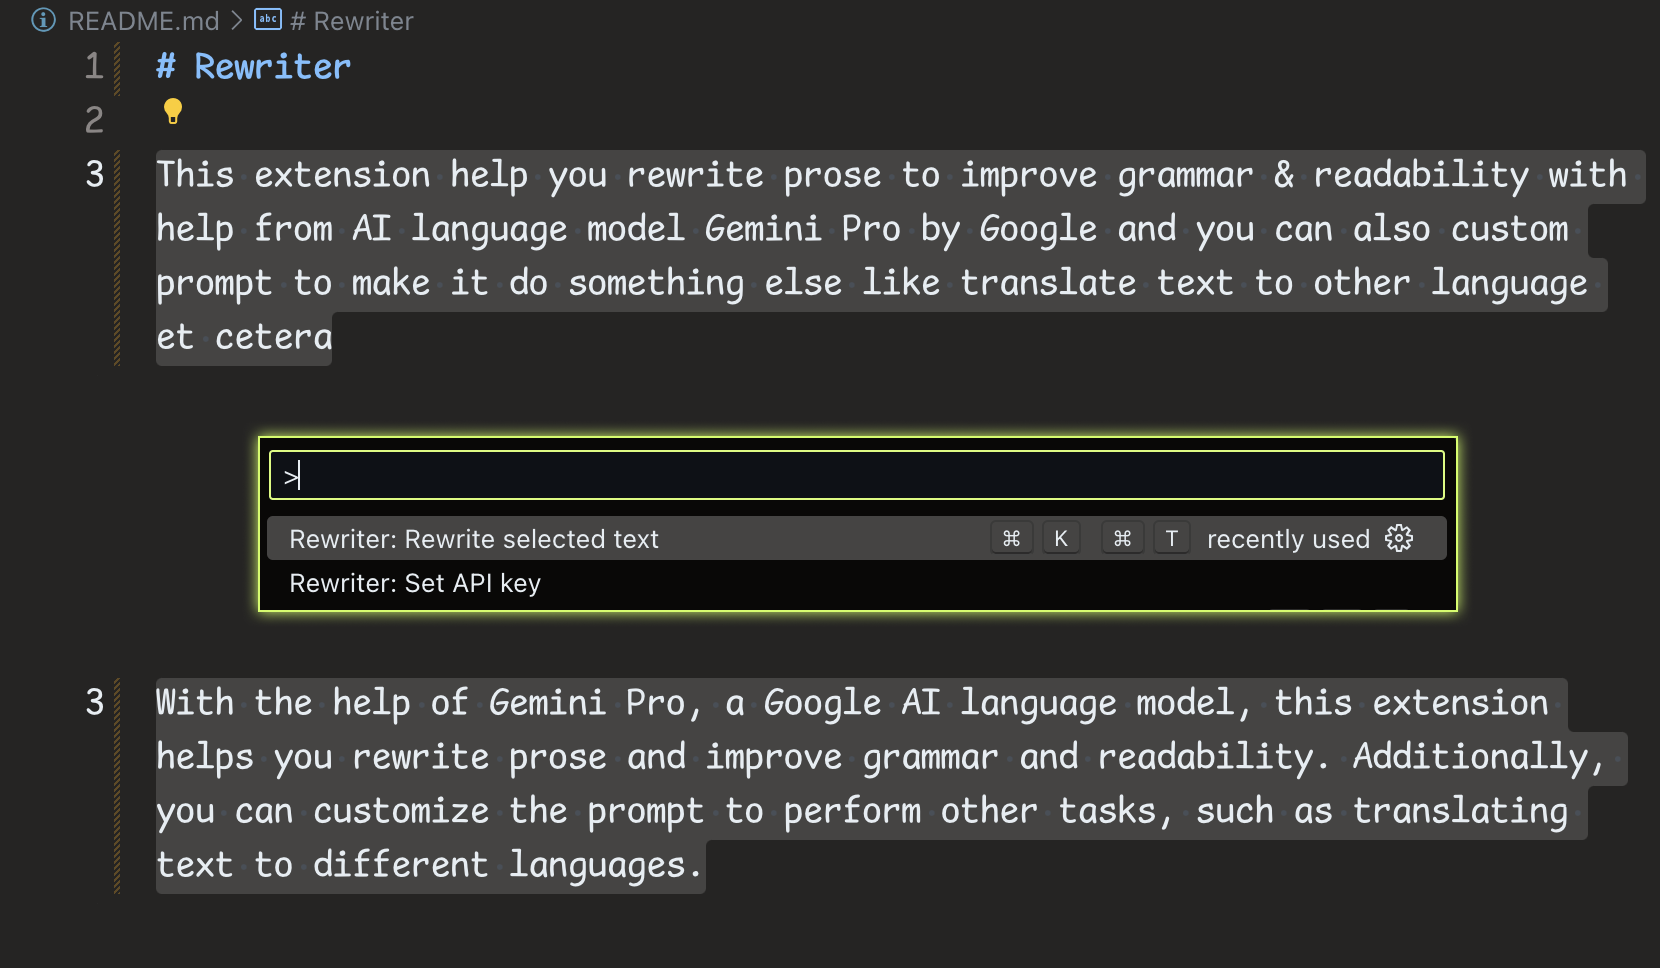 README.md > abc # Rewriter
1 # Rewriter
2
3 This extension help you rewrite prose to improve grammar & readability with
help from AI language model Gemini Pro by Google and you can also custom
prompt to make it do something else like translate text to other language
et cetera
>
Rewriter: Rewrite selected text ⌘ K ⌘ T recently used
Rewriter: Set API key
3 With the help of Gemini Pro, a Google AI language model, this extension
helps you rewrite prose and improve grammar and readability. Additionally,
you can customize the prompt to perform other tasks, such as translating
text to different languages.